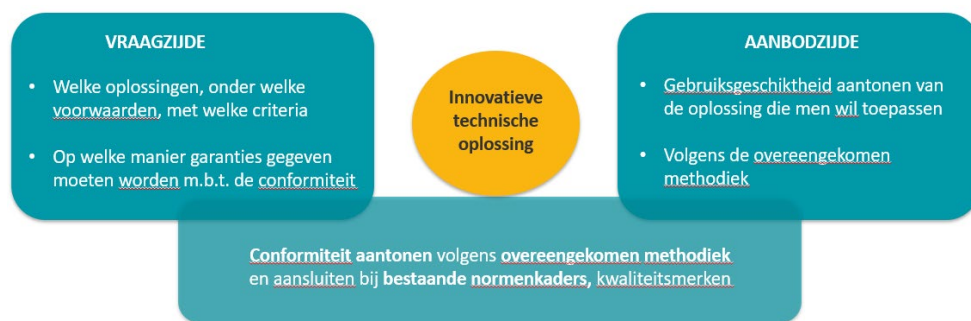 VRAAGZIJDE
• Welke oplossingen, onder welke
voorwaarden, met welke criteria
• Op welke manier garanties gegeven
moeten worden m.b.t. de conformiteit
Innovatieve
technische
oplossing
AANBODZIJDE
• Gebruiksgeschiktheid aantonen van
de oplossing die men wil toepassen
• Volgens de overeengekomen
methodiek
Conformiteit aantonen volgens overeengekomen methodiek
en aansluiten bij bestaande normenkaders, kwaliteitsmerken